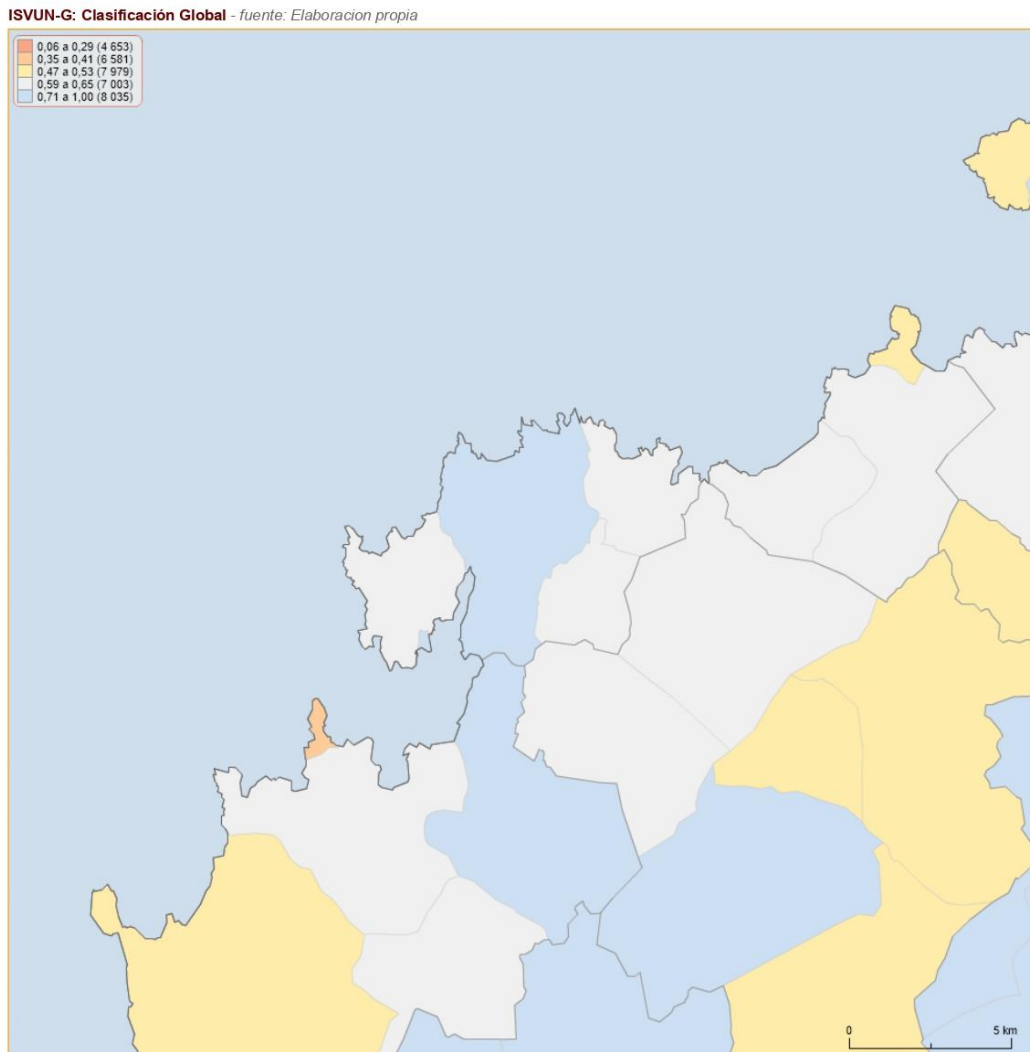 ISVUN-G: Clasificación Global - fuente: Elaboracion propia
0,06 a 0,29 (4 653)
0,35 a 0,41 (6 581)
0,47 a 0,53 (7 979)
0,59 a 0,65 (7 003)
0,71 a 1,00 (8 035)
0 5 km